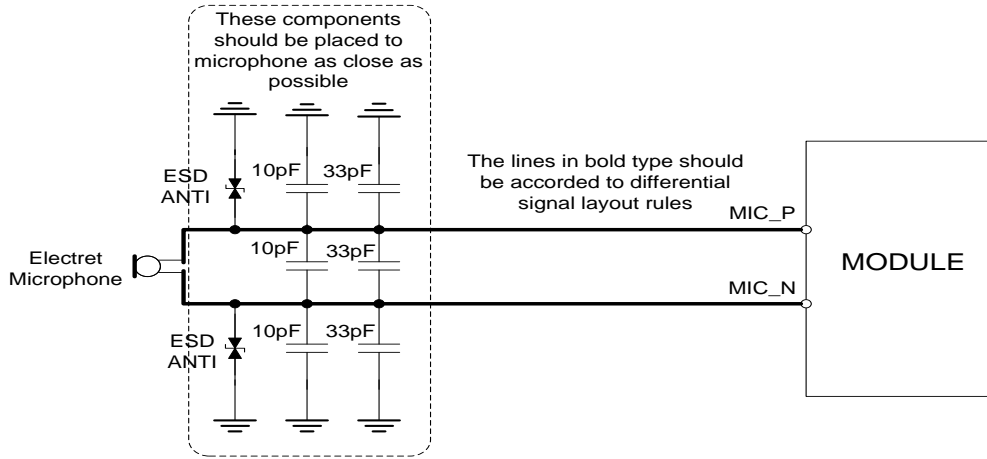 These components
should be placed to
microphone as close as
possible
10pF
33pF
ESD
ANTI
The lines in bold type should
be accorded to differential
signal layout rules
MIC_P
Electret
Microphone
10pF
33pF
MODULE
MIC_N
ESD
ANTI
10pF
33pF